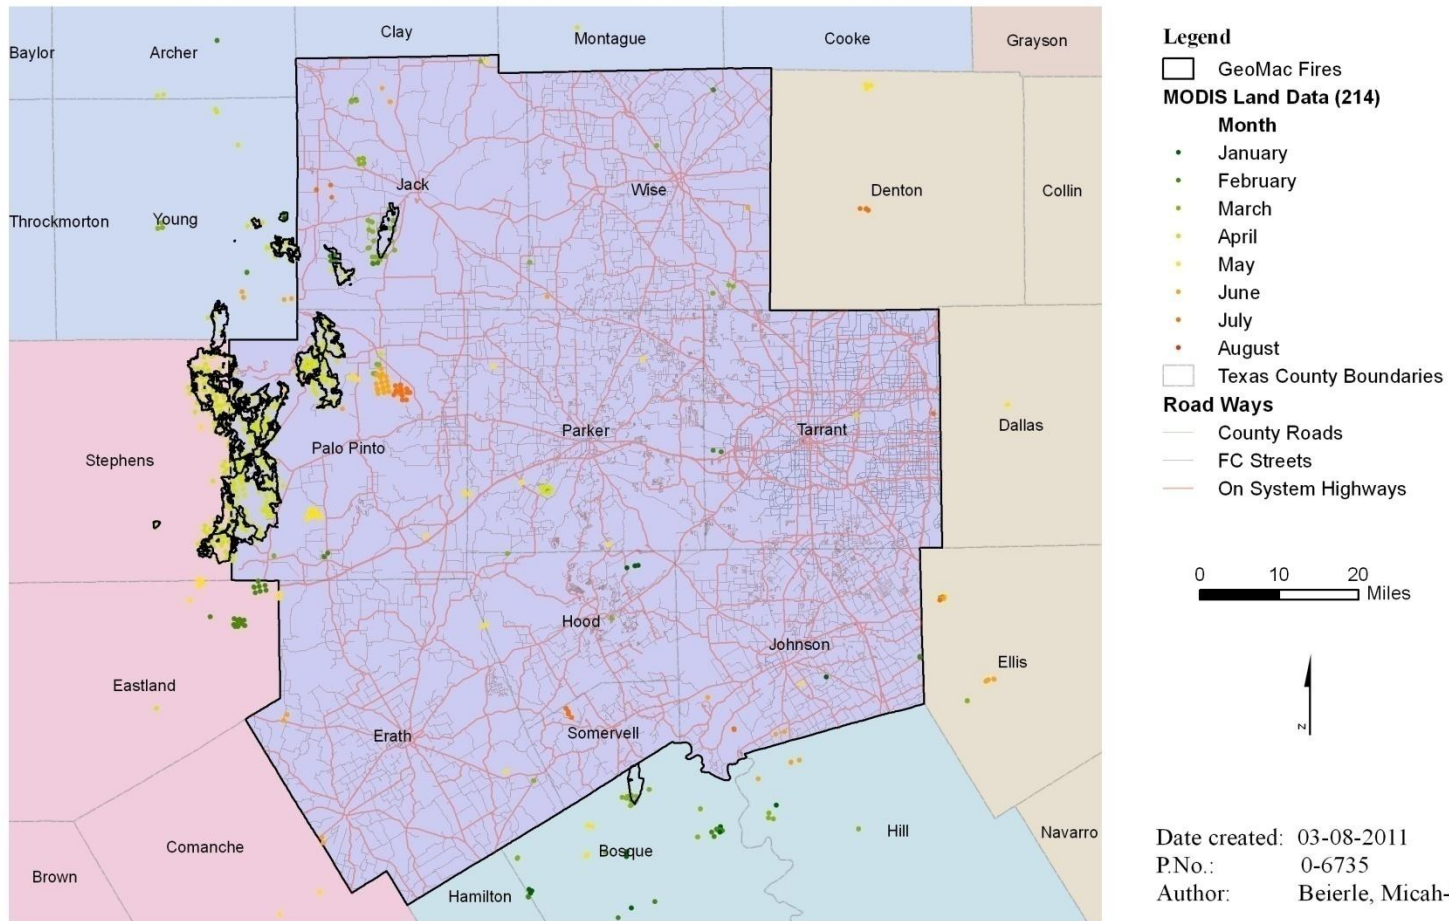 Clay
Montague
Cooke
Grayson
Baylor
Archer
Jack
Wise
Denton
Collin
Throckmorton
Young
Stephens
Palo Pinto
Parker
Tarrant
Dallas
Hood
Johnson
Ellis
Eastland
Erath
Somervell
Comanche
Brown
Hamilton
Bosque
Hill
Navarro
Legend
GeoMac Fires
MODIS Land Data (214)
Month
January
February
March
April
May
June
July
August
Texas County Boundaries
Road Ways
County Roads
FC Streets
On System Highways
0 10 20
Miles
N
Date created: 03-08-2011
P.No.: 0-6735
Author: Beierle, Micah-